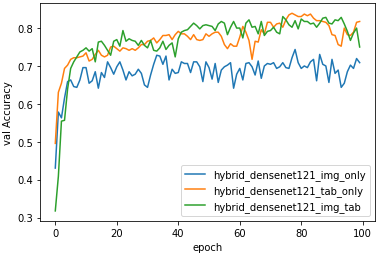 val Accuracy
0.8
0.7
0.6
0.5
0.4
0.3
0 20 40 60 80 100
epoch
hybrid_densenet121_img_only
hybrid_densenet121_tab_only
hybrid_densenet121_img_tab